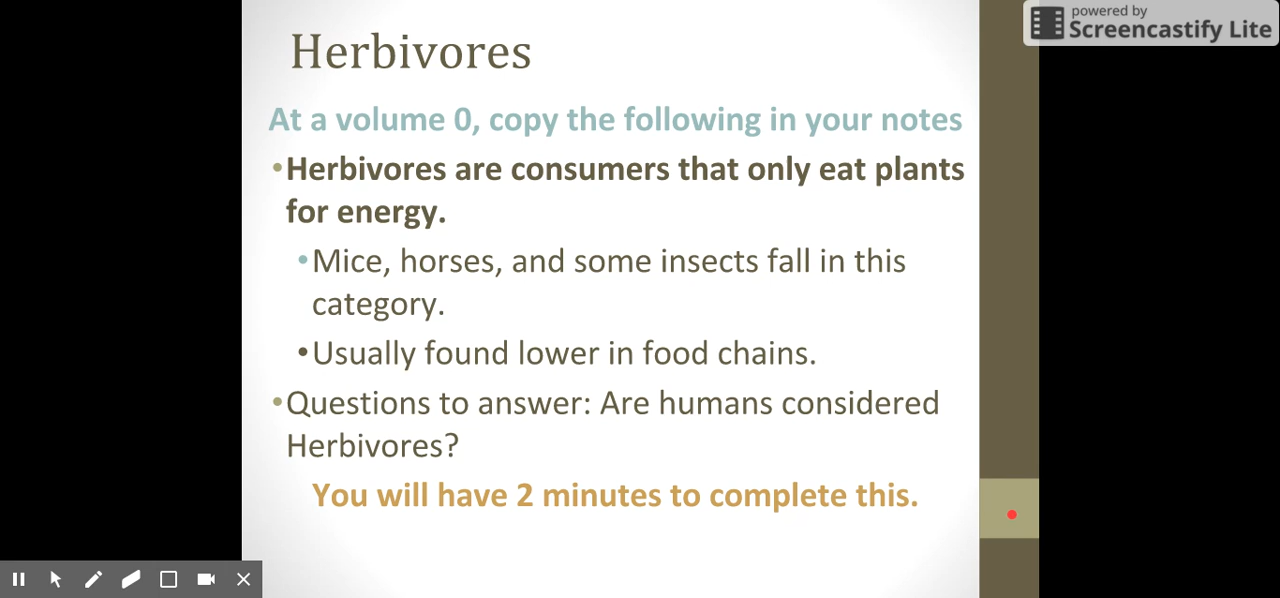 powered by
Screencastify Lite
Herbivores
At a volume 0, copy the following in your notes
•Herbivores are consumers that only eat plants
for energy.
•Mice, horses, and some insects fall in this
category.
•Usually found lower in food chains.
•Questions to answer: Are humans considered
Herbivores?
You will have 2 minutes to complete this.